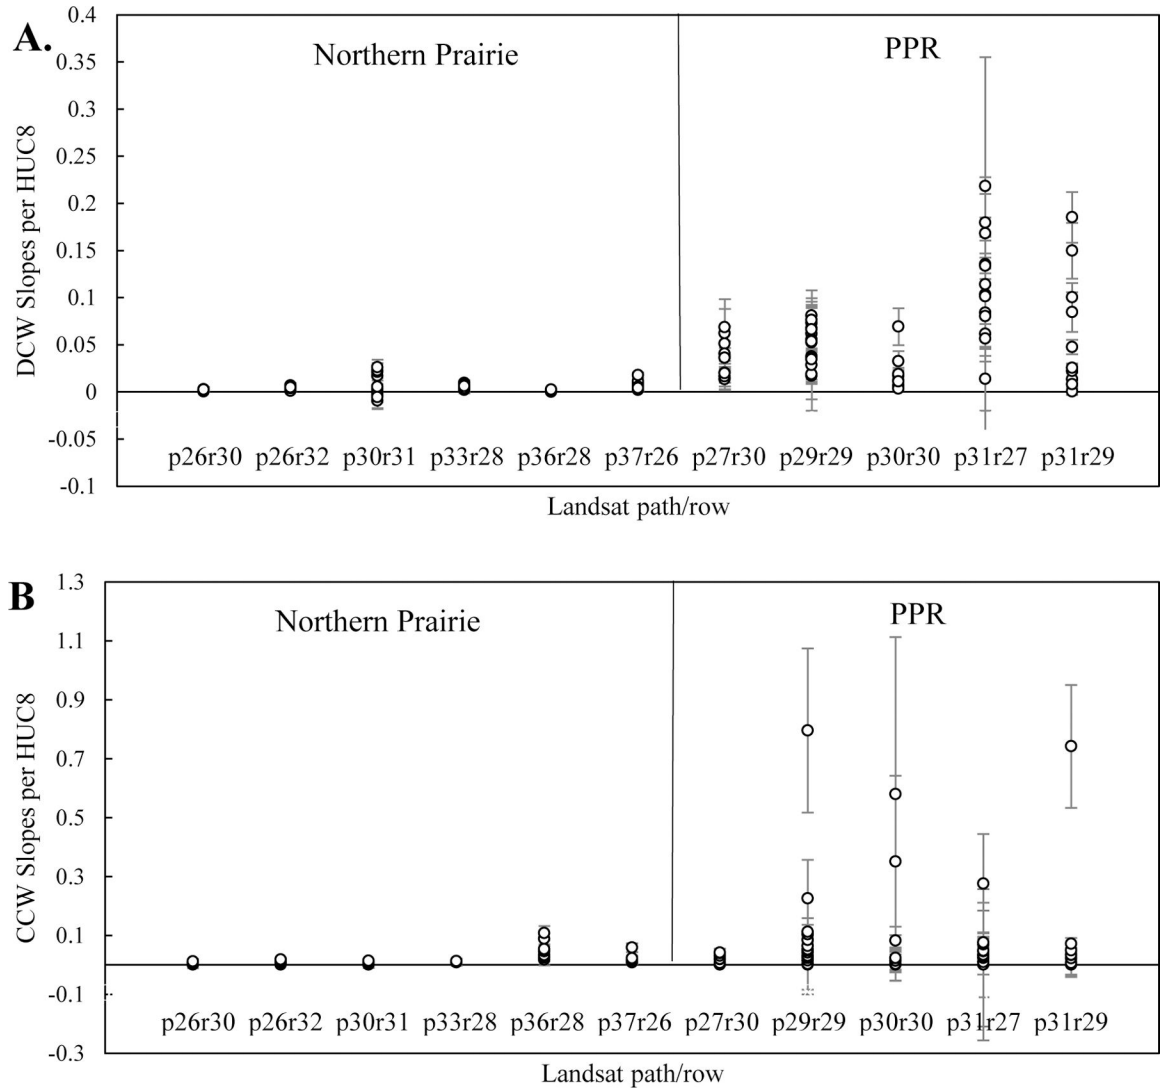 A.
Northern Prairie
PPR
DCW Slopes per HUC8
0.4
0.35
0.3
0.25
0.2
0.15
0.1
0.05
0
-0.05
-0.1
p26r30 p26r32 p30r31 p33r28 p36r28 p37r26 p27r30 p29r29 p30r30 p31r27 p31r29
Landsat path/row
B
Northern Prairie
PPR
CCW Slopes per HUC8
1.3
1.1
0.9
0.7
0.5
0.3
0.1
-0.1
-0.3
p26r30 p26r32 p30r31 p33r28 p36r28 p37r26 p27r30 p29r29 p30r30 p31r27 p31r29
Landsat path/row